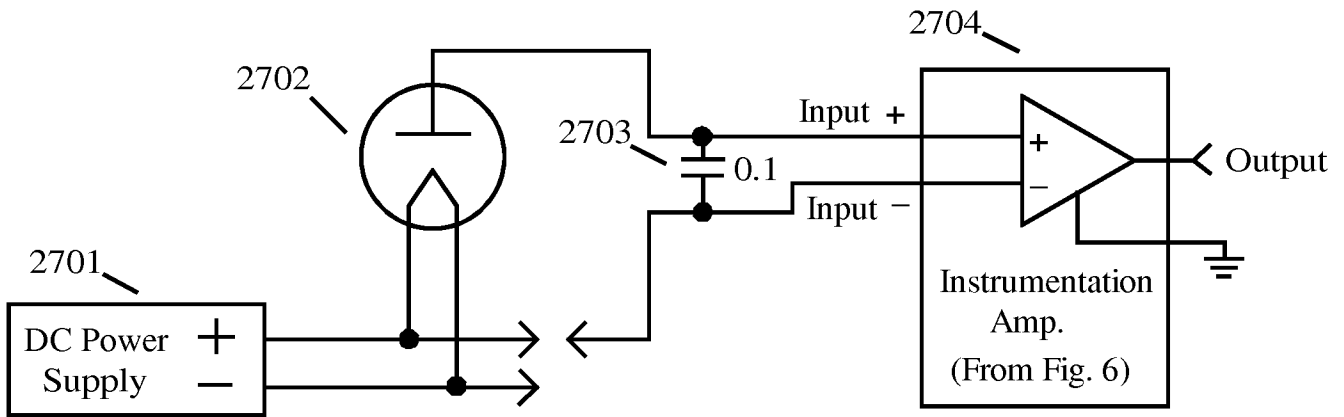 2704
2702
Input +
2703
+
0.1
Output
−
Input −
2701
DC Power +
Supply −
Instrumentation
Amp.
(From Fig. 6)